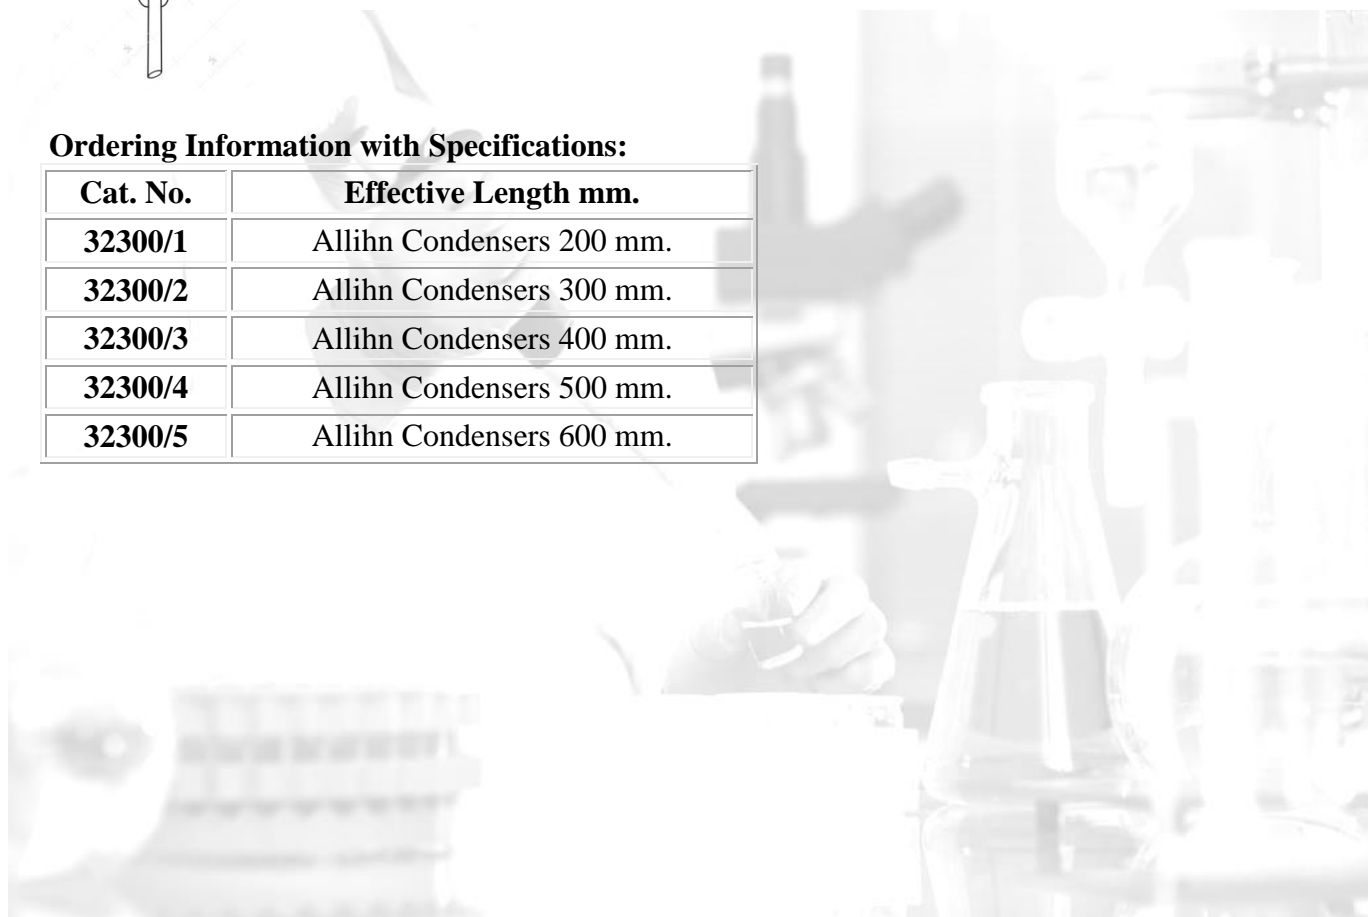 Ordering Information with Specifications:
Cat. No. Effective Length mm.
32300/1 Allihn Condensers 200 mm.
32300/2 Allihn Condensers 300 mm.
32300/3 Allihn Condensers 400 mm.
32300/4 Allihn Condensers 500 mm.
32300/5 Allihn Condensers 600 mm.